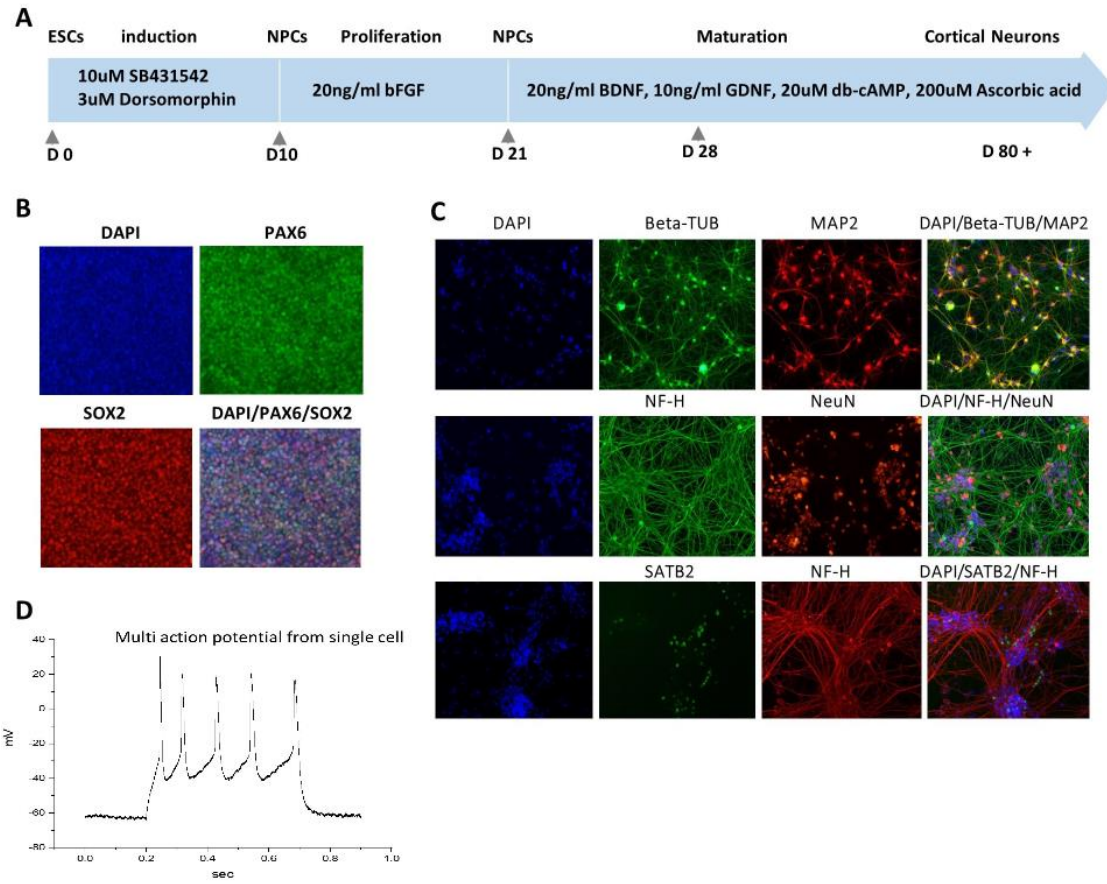 A
ESCs induction NPCs Proliferation NPCs Maturation Cortical Neurons
10uM SB431542
3uM Dorsomorphin
20ng/ml bFGF
20ng/ml BDNF, 10ng/ml GDNF, 20uM db-cAMP, 200uM Ascorbic acid
D 0 D10 D 21 D 28 D 80 +
B
DAPI PAX6
SOX2 DAPI/PAX6/SOX2
C
DAPI Beta-TUB MAP2 DAPI/Beta-TUB/MAP2
NF-H NeuN DAPI/NF-H/NeuN
SATB2 NF-H DAPI/SATB2/NF-H
D
Multi action potential from single cell
40
20
0
-20
-40
-60
-80
mV
0.0 0.2 0.4 0.6 0.8 1.0
sec